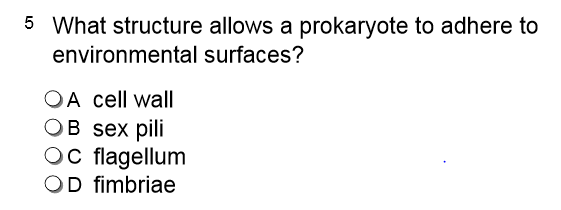 5 What structure allows a prokaryote to adhere to
environmental surfaces?
A cell wall
B sex pili
C flagellum
D fimbriae